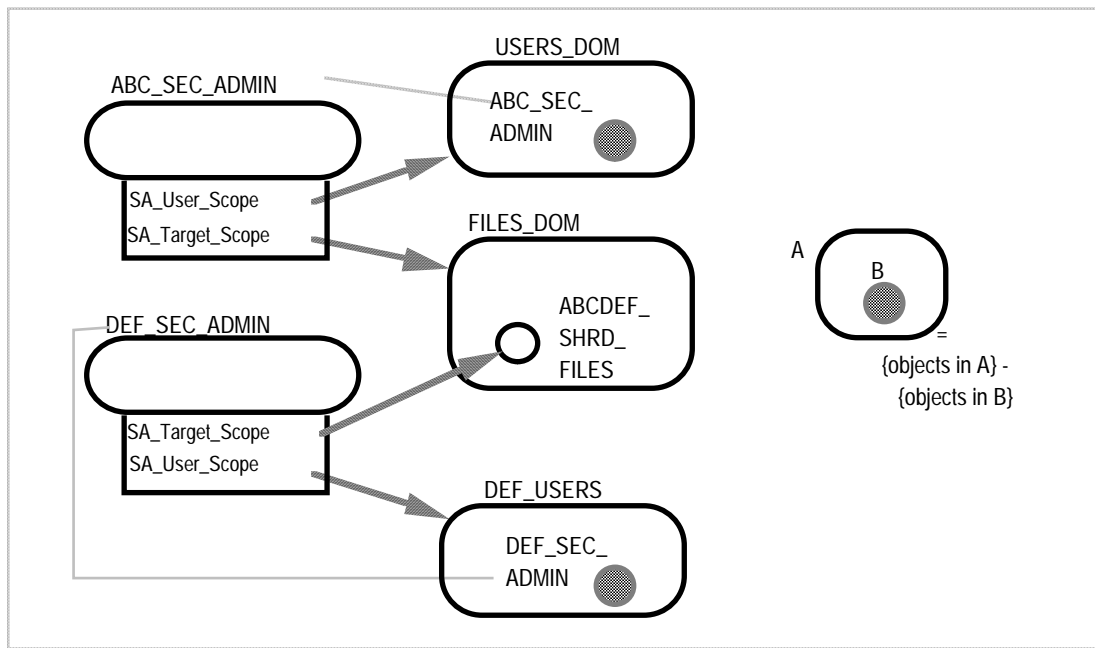 USERS_DOM
ABC_SEC_ADMIN
ABC_SEC_
ADMIN
SA_User_Scope
SA_Target_Scope
FILES_DOM
A
B
ABCDEF_
SHRD_
FILES
=
{objects in A} -
{objects in B}
DEF_SEC_ADMIN
SA_Target_Scope
SA_User_Scope
DEF_USERS
DEF_SEC_
ADMIN